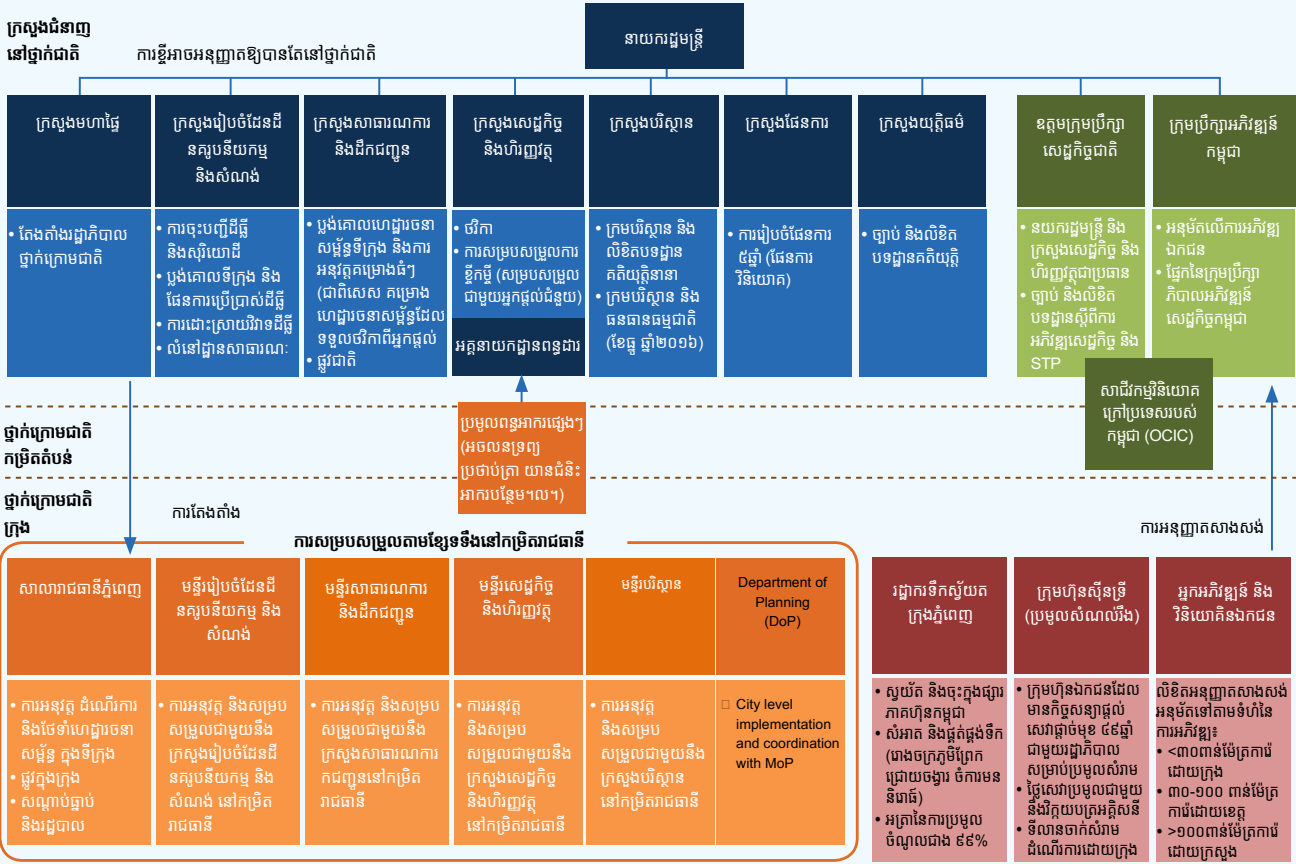 ក្រសួងជំនាញ
នៅថ្នាក់ជាតិ
ការខ្ចីអាចអនុញ្ញាតឱ្យបានតែនៅថ្នាក់ជាតិ
នាយករដ្ឋមន្ត្រី
ក្រសួងមហាផ្ទៃ
ក្រសួងរៀបចំដែនដី
នគរូបនីយកម្ម
និងសំណង់
ក្រសួងសាធារណការ
និងដឹកជញ្ជូន
ក្រសួងសេដ្ឋកិច្ច
និងហិរញ្ញវត្ថុ
ក្រសួងបរិស្ថាន
ក្រសួងផែនការ
ក្រសួងយុត្តិធម៌
ឧត្តមក្រុមប្រឹក្សា
សេដ្ឋកិច្ចជាតិ
ក្រុមប្រឹក្សាអភិវឌ្ឍន៍
កម្ពុជា
• តែងតាំងរដ្ឋាភិបាល
ថ្នាក់ក្រោមជាតិ
• ការចុះបញ្ជីដីធ្លី
និងសុរិយោដី
• ប្លង់គោលទីក្រុង និង
ផែនការប្រើប្រាស់ដីធ្លី
• ការដោះស្រាយវិវាទដីធ្លី
• លំនៅដ្ឋានសាធារណៈ
• ប្លង់គោលហេដ្ឋារចនា
សម្ព័ន្ធទីក្រុង និងការ
អនុវត្តគម្រោងធំៗ
(ជាពិសេស គម្រោង
ហេដ្ឋារចនាសម្ព័ន្ធដែល
ទទួលថវិកាពីអ្នកផ្តល់
• ផ្លូវជាតិ
• ថវិកា
• ការសម្របសម្រួលការ
ខ្ចីកម្ចី (សម្របសម្រួល
ជាមួយអ្នកផ្តល់ជំនួយ)
អគ្គនាយកដ្ឋានពន្ធដារ
• ក្រមបរិស្ថាន និង
លិខិតបទដ្ឋាន
គតិយុត្តិនានា
• ក្រមបរិស្ថាន និង
ធនធានធម្មជាតិ
(ខែធ្នូ ឆ្នាំ២០១៦)
• ការរៀបចំផែនការ
៥ឆ្នាំ (ផែនការ
វិនិយោគ)
• ច្បាប់ និងលិខិត
បទដ្ឋានគតិយុត្តិ
• នយករដ្ឋមន្ត្រី និង
ក្រសួងសេដ្ឋកិច្ច និង
ហិរញ្ញវត្ថុជាប្រធាន
• ច្បាប់ និងលិខិត
បទដ្ឋានស្តីពីការ
អភិវឌ្ឍសេដ្ឋកិច្ច និង
STP
• អនុម័តលើការអភិវឌ្ឍ
ឯកជន
• ផ្នែកនៃក្រុមប្រឹក្សា
ភិបាលអភិវឌ្ឍន៍
សេដ្ឋកិច្ចកម្ពុជា
សាជីវកម្មវិនិយោគ
ក្រៅប្រទេសរបស់
កម្ពុជា (OCIC)
ថ្នាក់ក្រោមជាតិ
កម្រិតតំបន់
ប្រមូលពន្ធអាករផ្សេងៗ
(អចលនទ្រព្យ
ប្រថាប់ត្រា យានជំនិះ
អាករបន្ថែម។ល។)
ថ្នាក់ក្រោមជាតិ
ក្រុង
ការតែងតាំង
ការសម្របសម្រួលតាមខ្សែទទឹងនៅកម្រិតរាជធានី
ការអនុញ្ញាតសាងសង់
សាលារាជធានីភ្នំពេញ
មន្ទីររៀបចំដែនដី
នគរូបនីយកម្ម និង
សំណង់
មន្ទីរសាធារណការ
និងដឹកជញ្ជូន
មន្ទីរសេដ្ឋកិច្ច
និងហិរញ្ញវត្ថុ
មន្ទីរបរិស្ថាន
Department of
Planning
(DoP)
រដ្ឋាករទឹកស្វ័យត
ក្រុងភ្នំពេញ
ក្រុមហ៊ុនស៊ីនទ្រី
(ប្រមូលសំណល់រឹង)
អ្នកអភិវឌ្ឍន៍ និង
វិនិយោគិនឯកជន
• ការអនុវត្ត ដំណើរការ
និងថែទាំហេដ្ឋារចនា
សម្ព័ន្ធ ក្នុងទីក្រុង
• ផ្លូវក្នុងក្រុង
• សណ្តាប់ធ្នាប់
និងរដ្ឋបាល
• ការអនុវត្ត និងសម្រប
សម្រួលជាមួយនឹង
ក្រសួងរៀបចំដែនដី
នគរូបនីយកម្ម និង
សំណង់ នៅកម្រិត
រាជធានី
• ការអនុវត្ត និងសម្រប
សម្រួលជាមួយនឹង
ក្រសួងសាធារណការ
កជញ្ជូននៅកម្រិត
រាជធានី
• ការអនុវត្ត
និងសម្រប
សម្រួលជាមួយនឹង
ក្រសួងសេដ្ឋកិច្ច
និងហិរញ្ញវត្ថុ
នៅកម្រិតរាជធានី
• ការអនុវត្ត
និងសម្រប
សម្រួលជាមួយនឹង
ក្រសួងបរិស្ថាន
នៅកម្រិតរាជធានី
□ City level
implementation
and coordination
with MoP
• ស្វយ័ត និងចុះក្នុងផ្សារ
ភាគហ៊ុនកម្ពុជា
• សំអាត និងផ្គត់ផ្គង់ទឹក
(រោងចក្រភូមិព្រែក
ជ្រោយចង្វារ ចំការមន
និរោធ៍)
• អត្រានៃការប្រមូល
ចំណូលជាង ៩៩%
• ក្រុមហ៊ុនឯកជនដែល
មានកិច្ចសន្យាផ្តល់
សេវាផ្តាច់មុខ ៤៩ឆ្នាំ
ជាមួយរដ្ឋាភិបាល
សម្រាប់ប្រមូលសំរាម
• ថ្លៃសេវាប្រមូលជាមួយ
នឹងវិក្កយបត្រអគ្គិសនី
• ទីលានចាក់សំរាម
ដំណើរការដោយក្រុង
លិខិតអនុញ្ញាតសាងសង់
អនុម័តទៅតាមទំហំនៃ
ការអភិវឌ្ឍ៖
• <៣០ពាន់ម៉ែត្រការ៉េ
ដោយក្រុង
• ៣០-១០០ ពាន់ម៉ែត្រ
ការ៉េដោយខេត្ត
• >១០០ពាន់ម៉ែត្រការ៉េ
ដោយក្រសួង